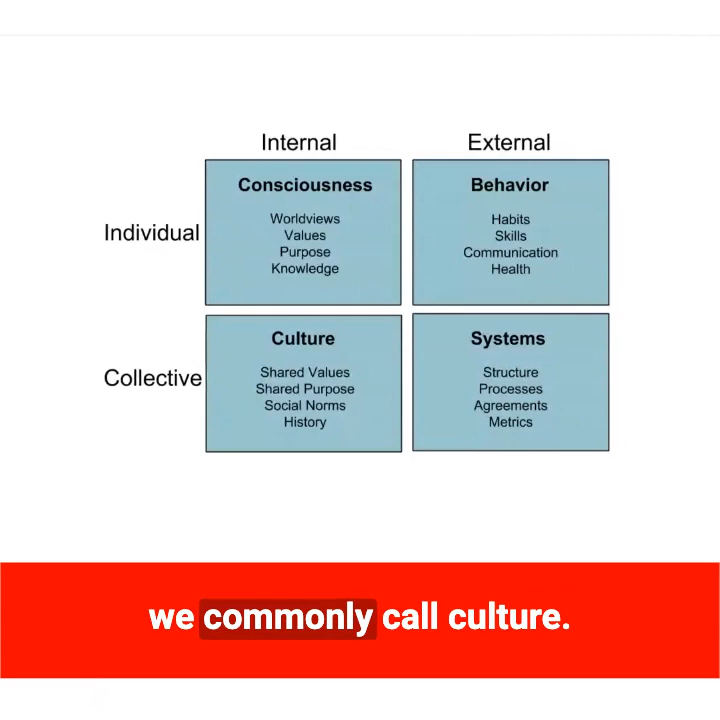 Internal External
Individual
Consciousness
Worldviews
Values
Purpose
Knowledge
Behavior
Habits
Skills
Communication
Health
Collective
Culture
Shared Values
Shared Purpose
Social Norms
History
Systems
Structure
Processes
Agreements
Metrics
we commonly call culture.